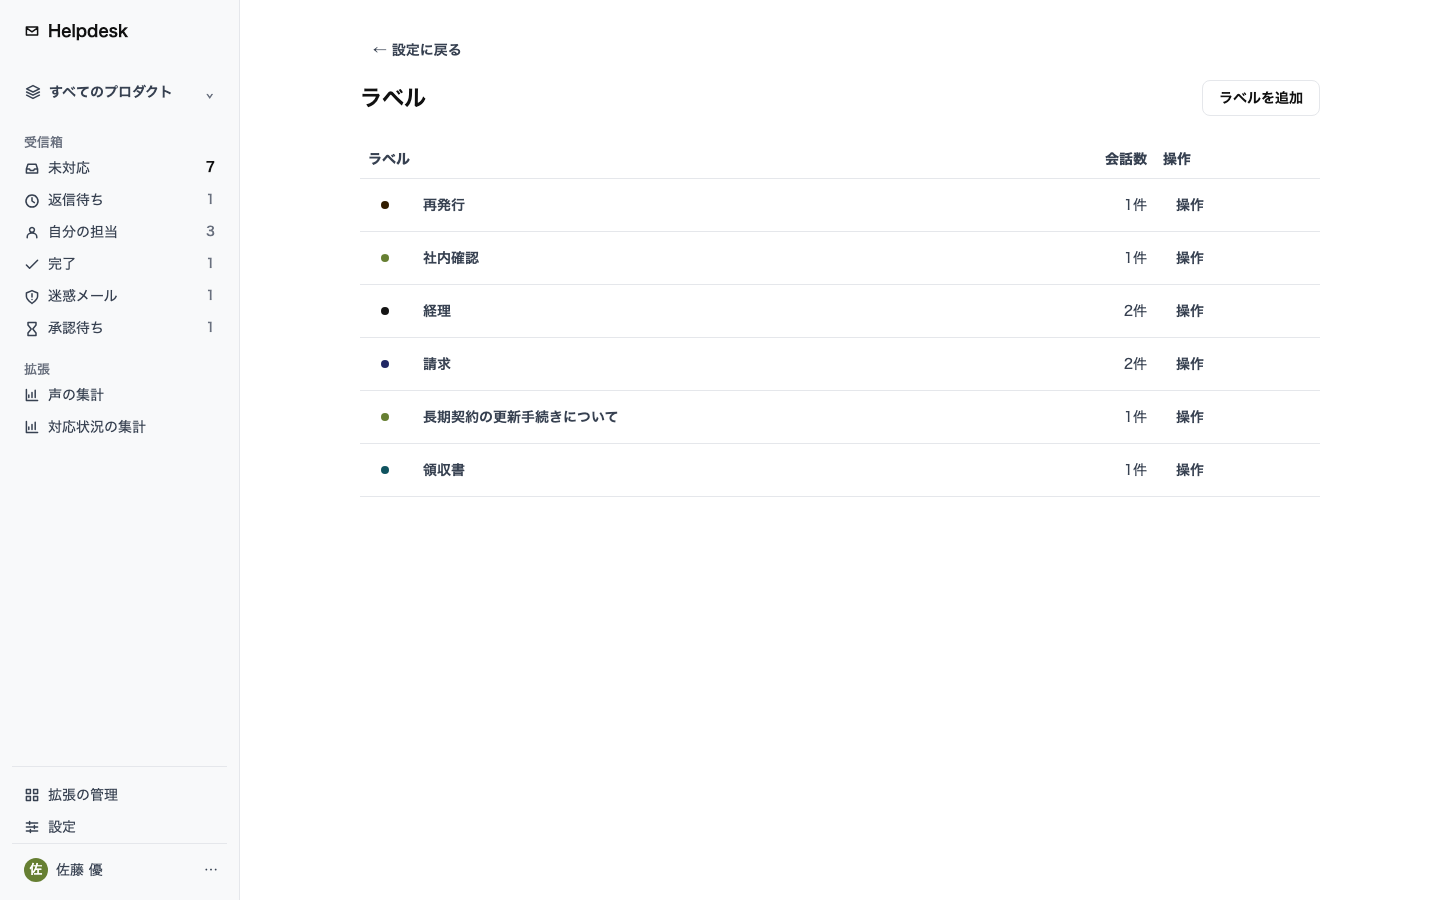 Helpdesk
すべてのプロダクト
受信箱
未対応 7
返信待ち 1
自分の担当 3
完了 1
迷惑メール 1
承認待ち 1
拡張
声の集計
対応状況の集計
拡張の管理
設定
佐 佐藤 優 …
← 設定に戻る
ラベル
ラベルを追加
ラベル 会話数 操作
再発行 1件 操作
社内確認 1件 操作
経理 2件 操作
請求 2件 操作
長期契約の更新手続きについて 1件 操作
領収書 1件 操作